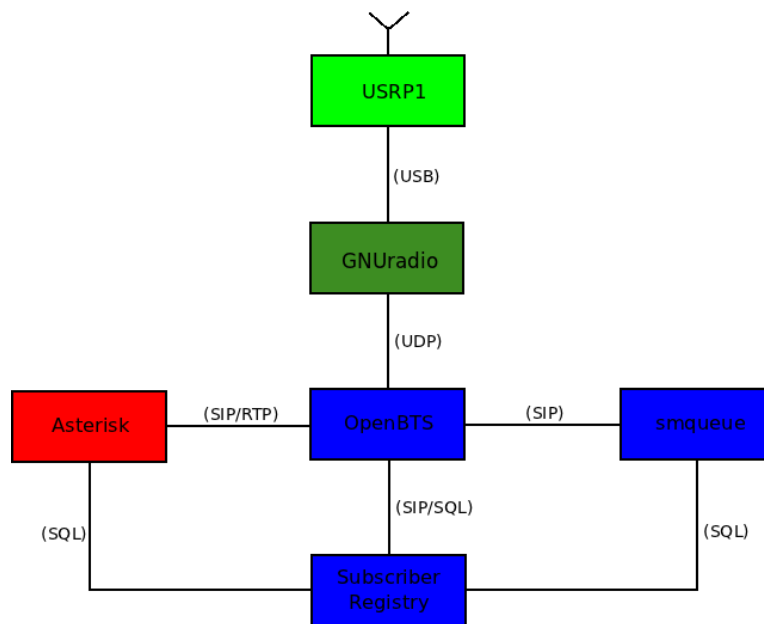 USRP1
(USB)
GNUradio
(UDP)
Asterisk
(SIP/RTP)
OpenBTS
(SIP)
smqueue
(SQL)
(SIP/SQL)
(SQL)
Subscriber
Registry